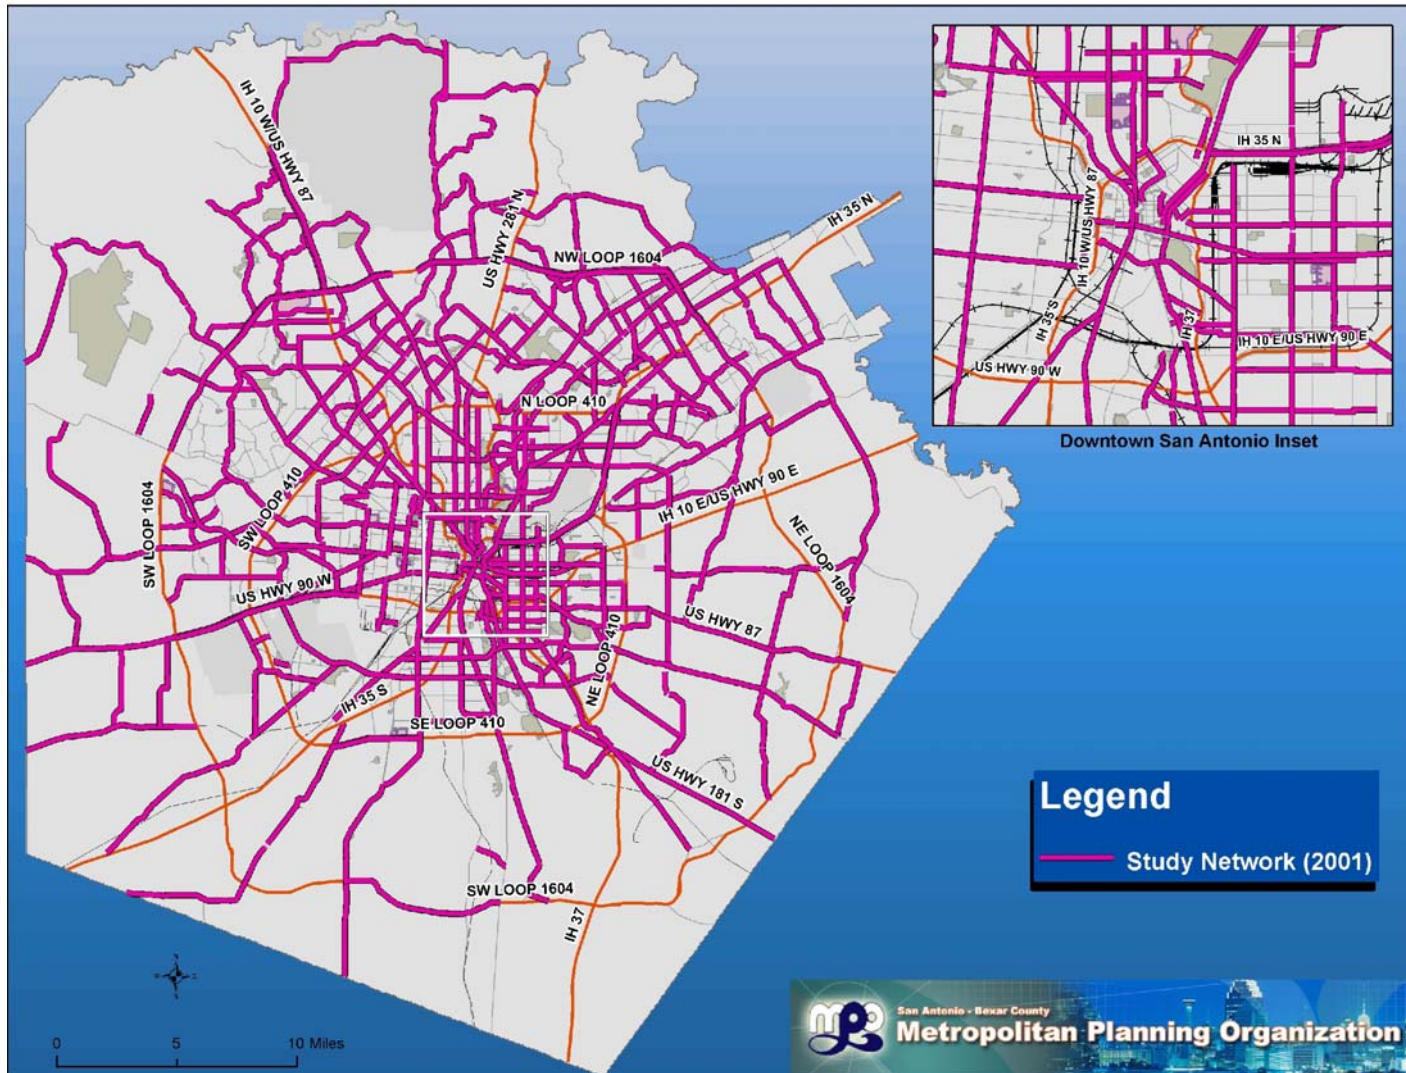 IH 10 W/US HWY 87
US HWY 281 N
IH 35 N
NW LOOP 1604
N LOOP 410
SW LOOP 410
SW LOOP 1604
IH 10 E/US HWY 90 E
NE LOOP 1604
US HWY 90 W
US HWY 87
NE LOOP 410
IH 35 S
SE LOOP 410
US HWY 181 S
SW LOOP 1604
IH 37
IH 35 N
IH 10 W/US HWY 87
IH 35 S
IH 37
IH 10 E/US HWY 90 E
US HWY 90 W
Downtown San Antonio Inset
Legend
Study Network (2001)
0 5 10 Miles
mpo
San Antonio - Bexar County
Metropolitan Planning Organization